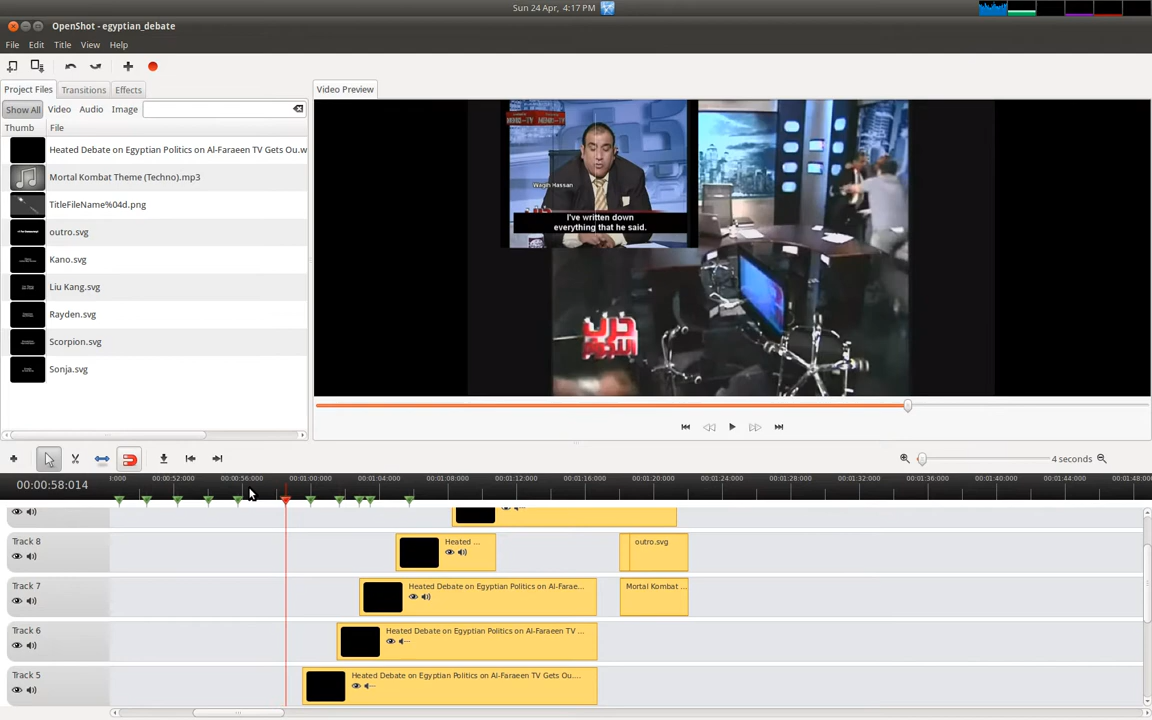 Sun 24 Apr, 4:17 PM
OpenShot - egyptian_debate
File Edit Title View Help
Project Files Transitions Effects
Video Preview
Show All Video Audio Image
Thumb File
Heated Debate on Egyptian Politics on Al-Faraeen TV Gets Ou.w
Mortal Kombat Theme (Techno).mp3
TitleFileName%04d.png
outro.svg
Kano.svg
Liu Kang.svg
Rayden.svg
Scorpion.svg
Sonja.svg
Wagih Hassan
I've written down
everything that he said.
4 seconds
00:00:58:014
:000 00:00:52:000 00:00:56:000 00:01:00:000 00:01:04:000 00:01:08:000 00:01:12:000 00:01:16:000 00:01:20:000 00:01:24:000 00:01:28:000 00:01:32:000 00:01:36:000 00:01:40:000 00:01:44:000 00:01:48:00
Track 8
Heated ...
outro.svg
Track 7
Heated Debate on Egyptian Politics on Al-Farae...
Mortal Kombat ...
Track 6
Heated Debate on Egyptian Politics on Al-Faraeen TV ...
Track 5
Heated Debate on Egyptian Politics on Al-Faraeen TV Gets Ou....